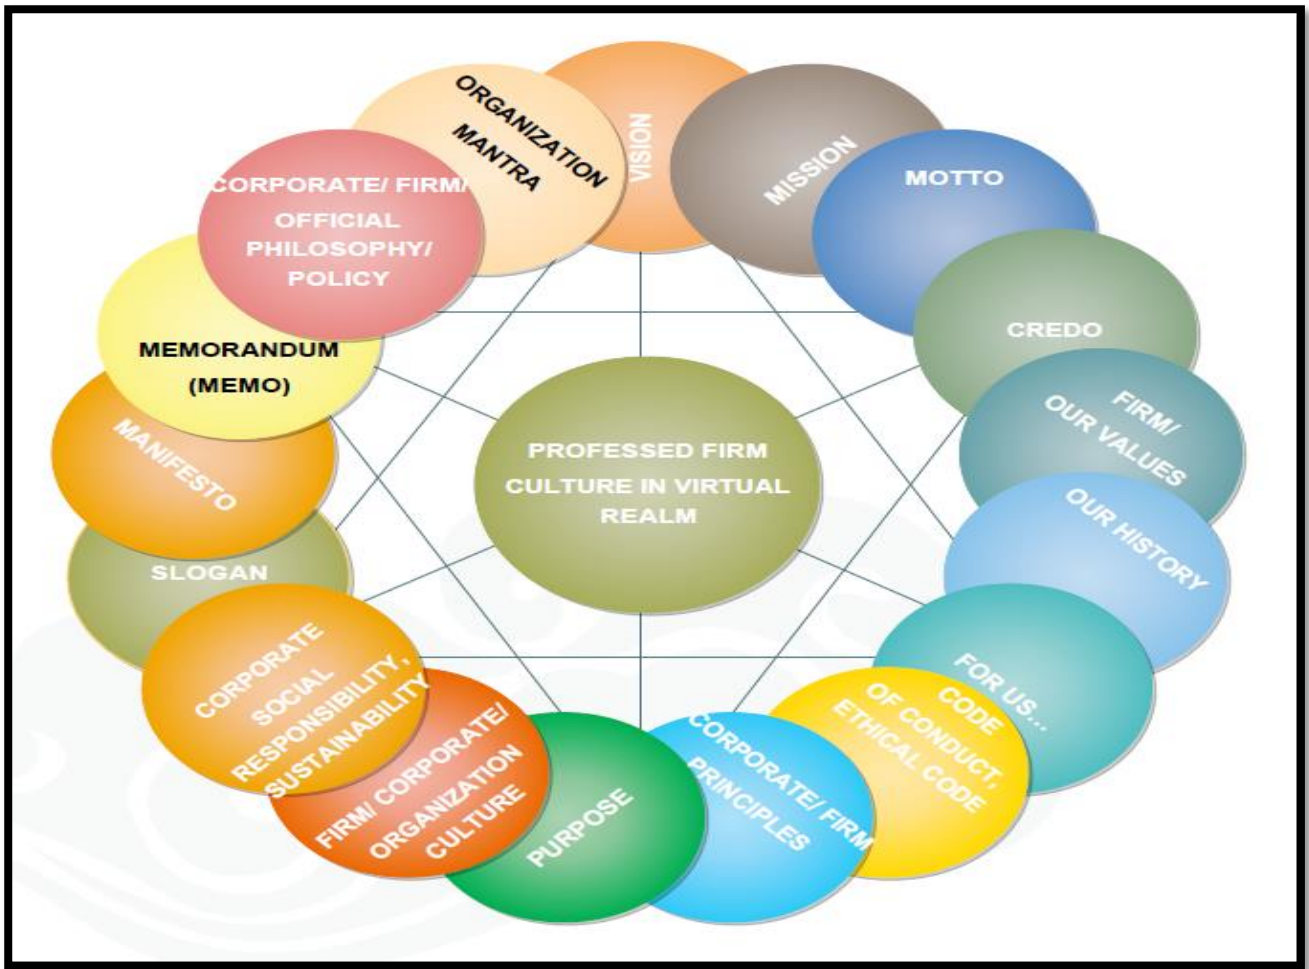 VISION
MISSION
MOTTO
CREDO
FIRM/
OUR VALUES
OUR HISTORY
FOR US...
CODE
OF CONDUCT,
ETHICAL CODE
CORPORATE/ FIRM
PRINCIPLES
PURPOSE
FIRM/ CORPORATE/
ORGANIZATION
CULTURE
CORPORATE
SOCIAL
RESPONSIBILITY,
SUSTAINABILITY
SLOGAN
MANIFESTO
MEMORANDUM
(MEMO)
CORPORATE/ FIRM/
OFFICIAL
PHILOSOPHY/
POLICY
ORGANIZATION
MANTRA
PROFESSED FIRM
CULTURE IN VIRTUAL
REALM